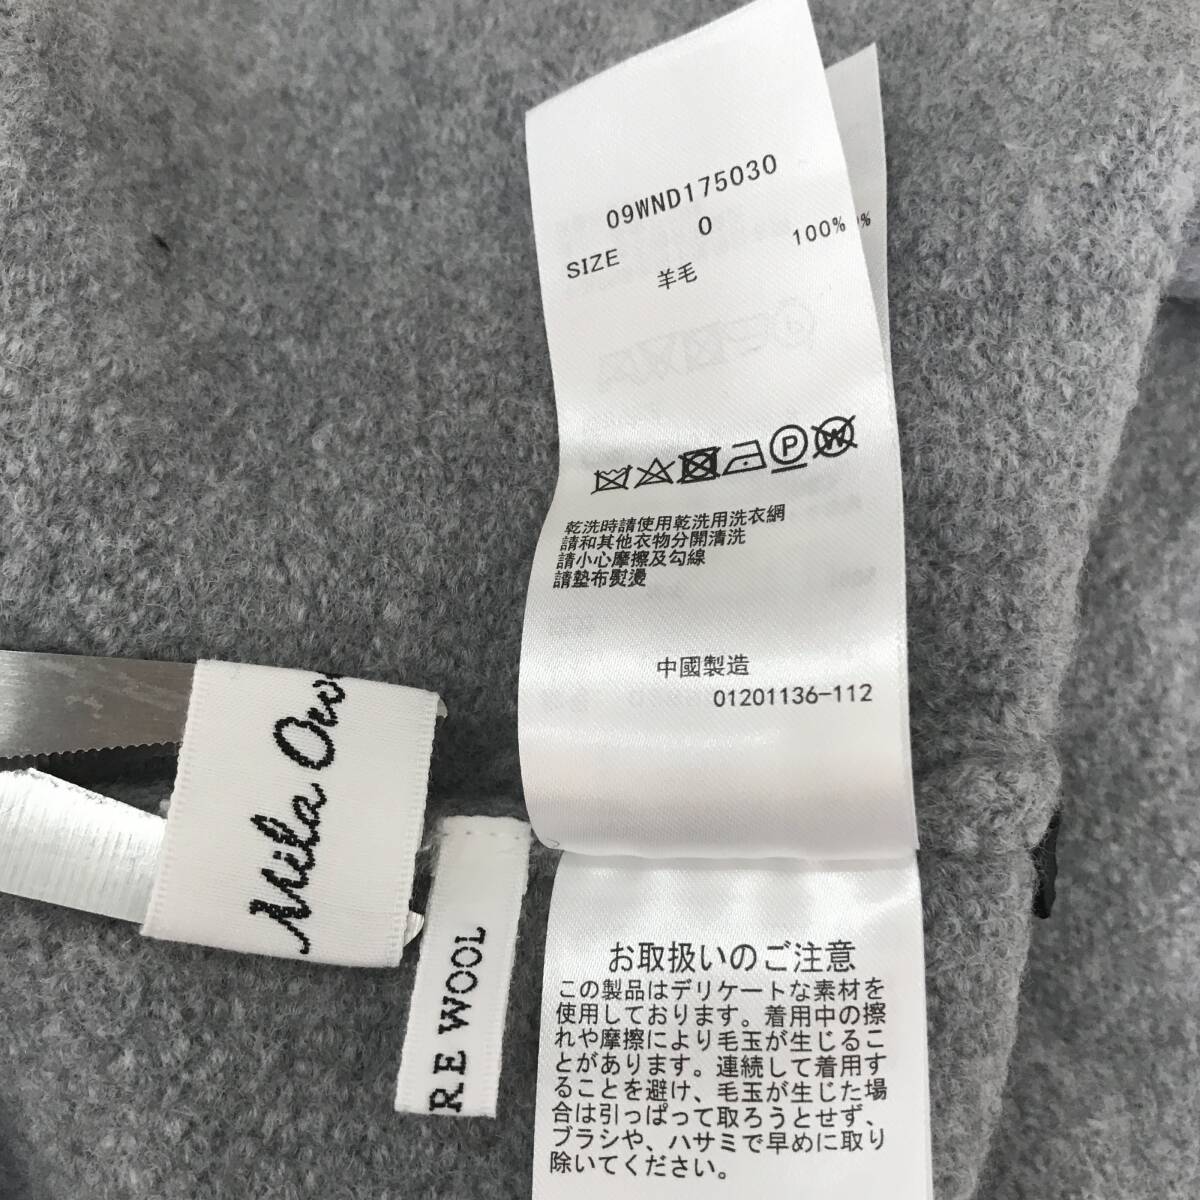 09WND175030
SIZE 0
羊毛 100%
P W
乾洗時請使用乾洗用洗衣網
請和其他衣物分開清洗
請小心摩擦及勾線
請墊布熨燙
中國製造
01201136-112
Mila Owe
RE WOOL
お取扱いのご注意
この製品はデリケートな素材を
使用しております。着用中の擦
れや摩擦により毛玉が生じるこ
とがあります。連続して着用す
ることを避け、毛玉が生じた場
合は引っぱって取ろうとせず、
ブラシや、ハサミで早めに取り
除いてください。